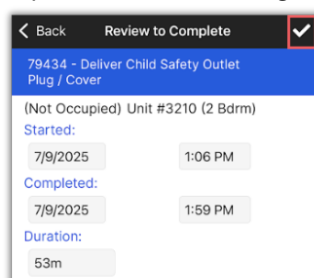 Back Review to Complete
79434 - Deliver Child Safety Outlet
Plug / Cover
(Not Occupied) Unit #3210 (2 Bdrm)
Started:
7/9/2025 1:06 PM
Completed:
7/9/2025 1:59 PM
Duration:
53m